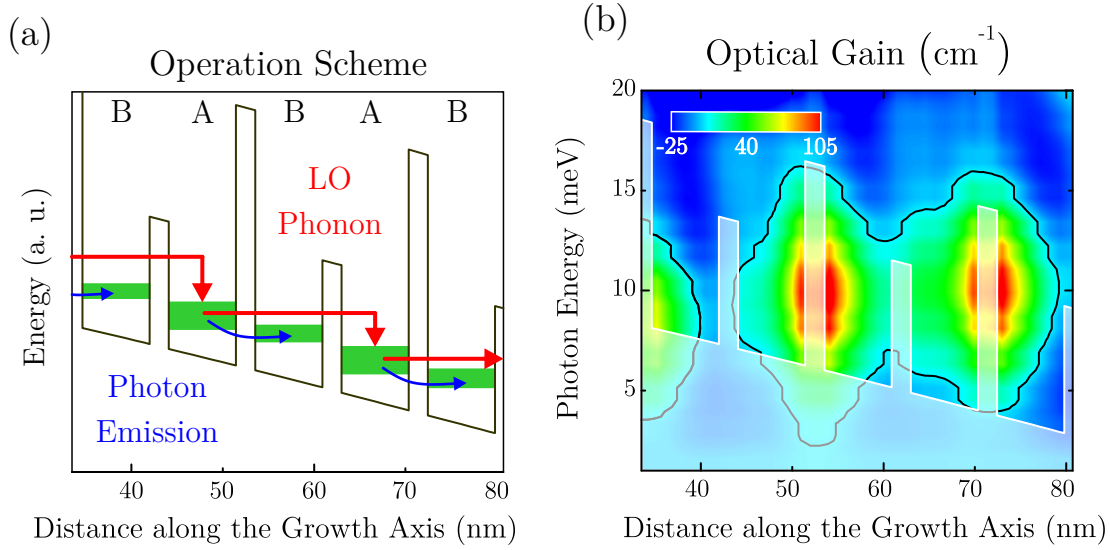 (a)
Operation Scheme
B A B A B
LO
Phonon
Photon
Emission
Energy (a. u.)
40 50 60 70 80
Distance along the Growth Axis (nm)
(b)
Optical Gain (cm⁻¹)
20
15
10
5
-25 40 105
Photon Energy (meV)
40 50 60 70 80
Distance along the Growth Axis (nm)